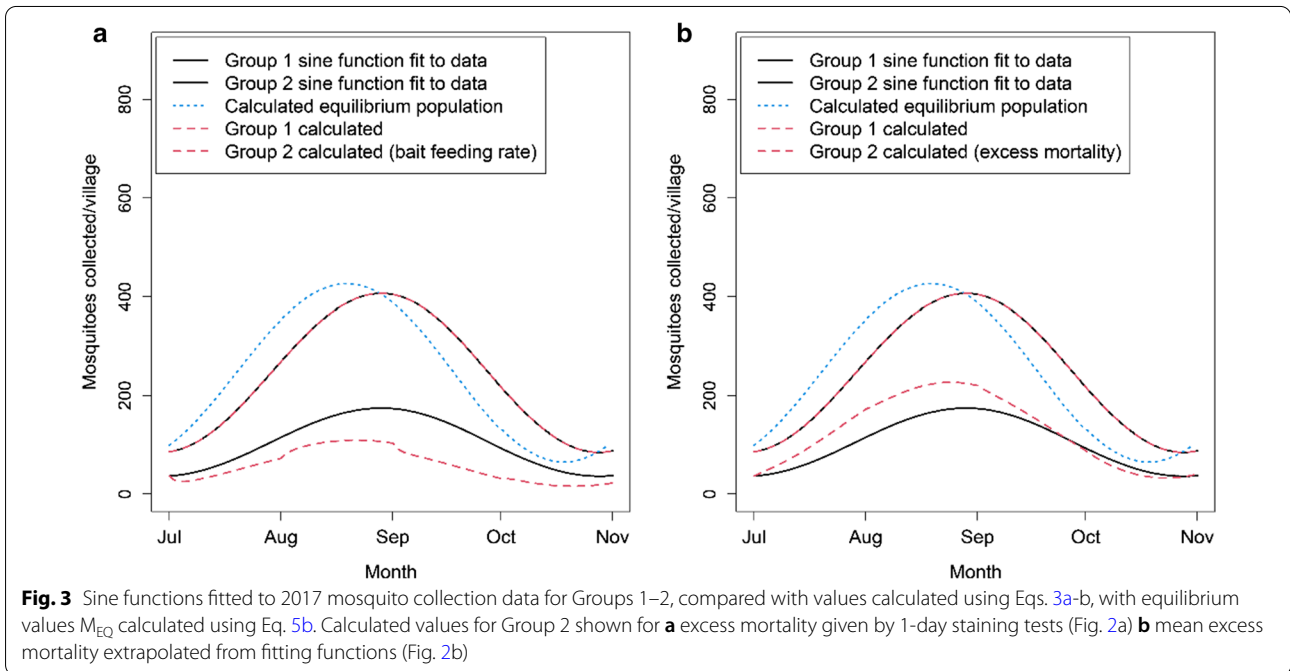 a
Group 1 sine function fit to data
Group 2 sine function fit to data
Calculated equilibrium population
Group 1 calculated
Group 2 calculated (bait feeding rate)
Mosquitoes collected/village
800
600
400
200
0
Jul Aug Sep Oct Nov
Month
b
Group 1 sine function fit to data
Group 2 sine function fit to data
Calculated equilibrium population
Group 1 calculated
Group 2 calculated (excess mortality)
Mosquitoes collected/village
800
600
400
200
0
Jul Aug Sep Oct Nov
Month
Fig. 3 Sine functions fitted to 2017 mosquito collection data for Groups 1–2, compared with values calculated using Eqs. 3a-b, with equilibrium
values M_EQ calculated using Eq. 5b. Calculated values for Group 2 shown for a excess mortality given by 1-day staining tests (Fig. 2a) b mean excess
mortality extrapolated from fitting functions (Fig. 2b)